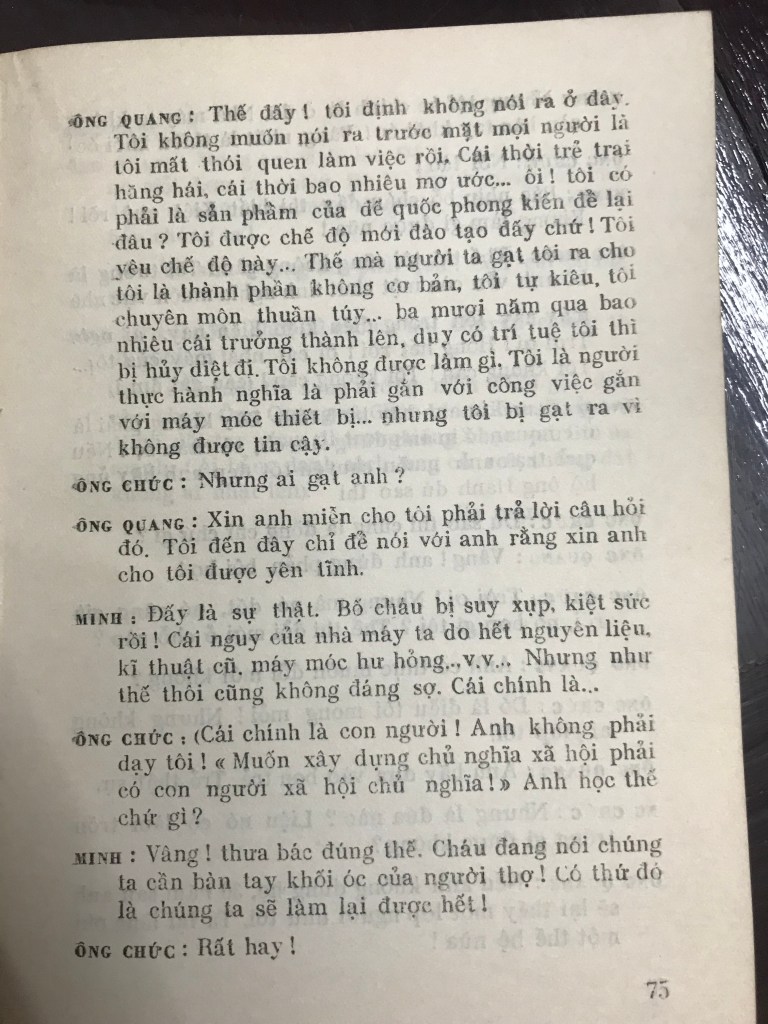 ÔNG QUANG : Thế đấy ! tôi định không nói ra ở đây.
Tôi không muốn nói ra trước mặt mọi người là
tôi mất thói quen làm việc rồi. Cái thời trẻ trai
hăng hái, cái thời bao nhiêu mơ ước... ôi ! tôi có
phải là sản phẩm của đế quốc phong kiến để lại
đâu ? Tôi được chế độ mới đào tạo đấy chứ ! Tôi
yêu chế độ này... Thế mà người ta gạt tôi ra cho
tôi là thành phần không cơ bản, tôi tự kiêu, tôi
chuyên môn thuần túy... ba mươi năm qua bao
nhiêu cái trưởng thành lên, duy có trí tuệ tôi thì
bị hủy diệt đi. Tôi không được làm gì. Tôi là người
thực hành nghĩa là phải gắn với công việc gắn
với máy móc thiết bị... nhưng tôi bị gạt ra vì
không được tin cậy.
ÔNG CHỨC : Nhưng ai gạt anh ?
ÔNG QUANG : Xin anh miễn cho tôi phải trả lời câu hỏi
đó. Tôi đến đây chỉ để nói với anh rằng xin anh
cho tôi được yên tĩnh.
MINH : Đấy là sự thật. Bố cháu bị suy xụp, kiệt sức
rồi ! Cái nguy của nhà máy ta do hết nguyên liệu,
kĩ thuật cũ, máy móc hư hỏng...v.v... Nhưng như
thế thôi cũng không đáng sợ. Cái chính là...
ÔNG CHỨC : (Cái chính là con người ! Anh không phải
dạy tôi ! « Muốn xây dựng chủ nghĩa xã hội phải
có con người xã hội chủ nghĩa ! » Anh học thế
chứ gì ?
MINH : Vâng ! thưa bác đúng thế. Cháu đang nói chúng
ta cần bàn tay khối óc của người thợ ! Có thứ đó
là chúng ta sẽ làm lại được hết !
ÔNG CHỨC : Rất hay !
75